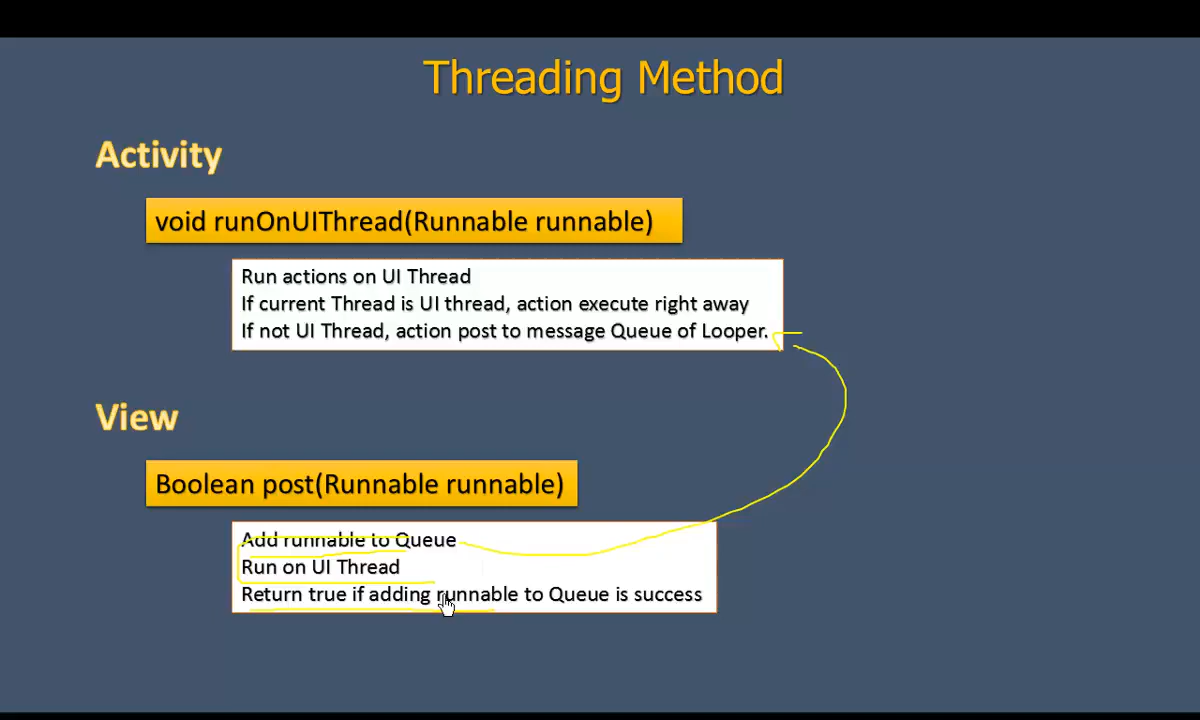 Threading Method
Activity
void runOnUIThread(Runnable runnable)
Run actions on UI Thread
If current Thread is UI thread, action execute right away
If not UI Thread, action post to message Queue of Looper.
View
Boolean post(Runnable runnable)
Add runnable to Queue
Run on UI Thread
Return true if adding runnable to Queue is success